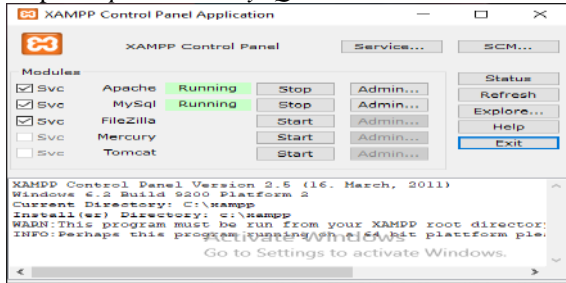 XAMPP Control Panel Application
XAMPP Control Panel Service... SCM...
Modules
Svc Apache Running Stop Admin...
Svc MySql Running Stop Admin...
Svc FileZilla Start Admin...
Svc Mercury Start Admin...
Svc Tomcat Start Admin...
Status
Refresh
Explore...
Help
Exit
XAMPP Control Panel Version 2.5 (16. March, 2011)
Windows 6.2 Build 9200 Platform 2
Current Directory: C:\xampp
Install(er) Directory: c:\xampp
WARN:This program must be run from your XAMPP root director
INFO:Perhaps this program running on 64 bit plattform ple
Activate Windows
Go to Settings to activate Windows.